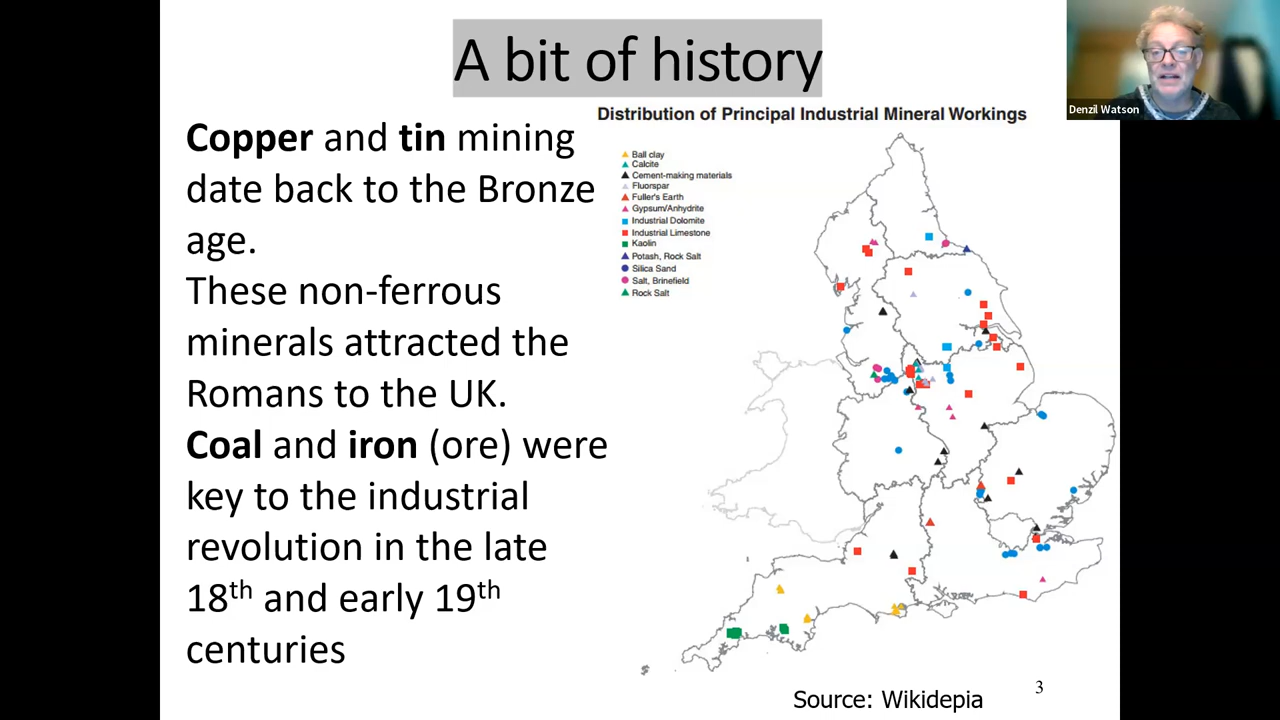 A bit of history
Denzil Watson
Copper and tin mining
date back to the Bronze
age.
These non-ferrous
minerals attracted the
Romans to the UK.
Coal and iron (ore) were
key to the industrial
revolution in the late
18th and early 19th
centuries
Distribution of Principal Industrial Mineral Workings
Ball clay
Calcite
Cement-making materials
Fluorspar
Fuller's Earth
Gypsum/Anhydrite
Industrial Dolomite
Industrial Limestone
Kaolin
Potash, Rock Salt
Silica Sand
Salt, Brinefield
Rock Salt
Source: Wikidepia
3